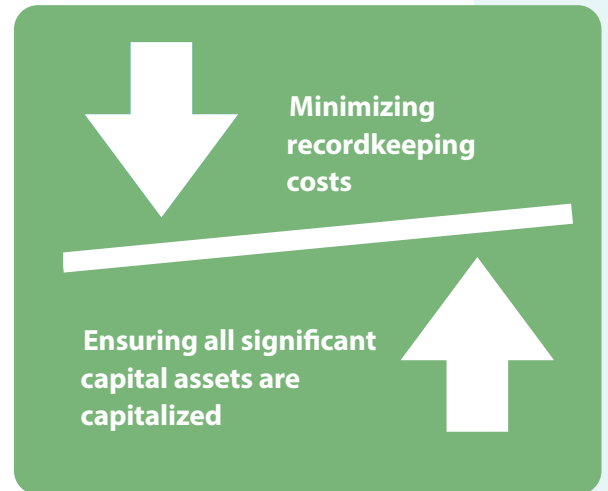 Minimizing
recordkeeping
costs
Ensuring all significant
capital assets are
capitalized